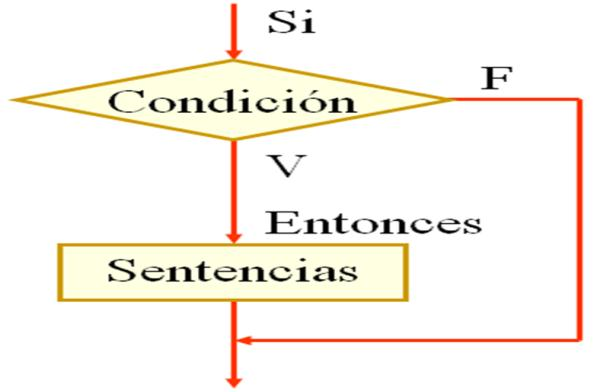 Si
Condición
F
V
Entonces
Sentencias